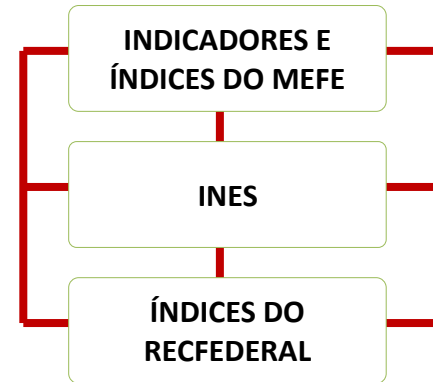 INDICADORES E
ÍNDICES DO MEFE
INES
ÍNDICES DO
RECFEDERAL